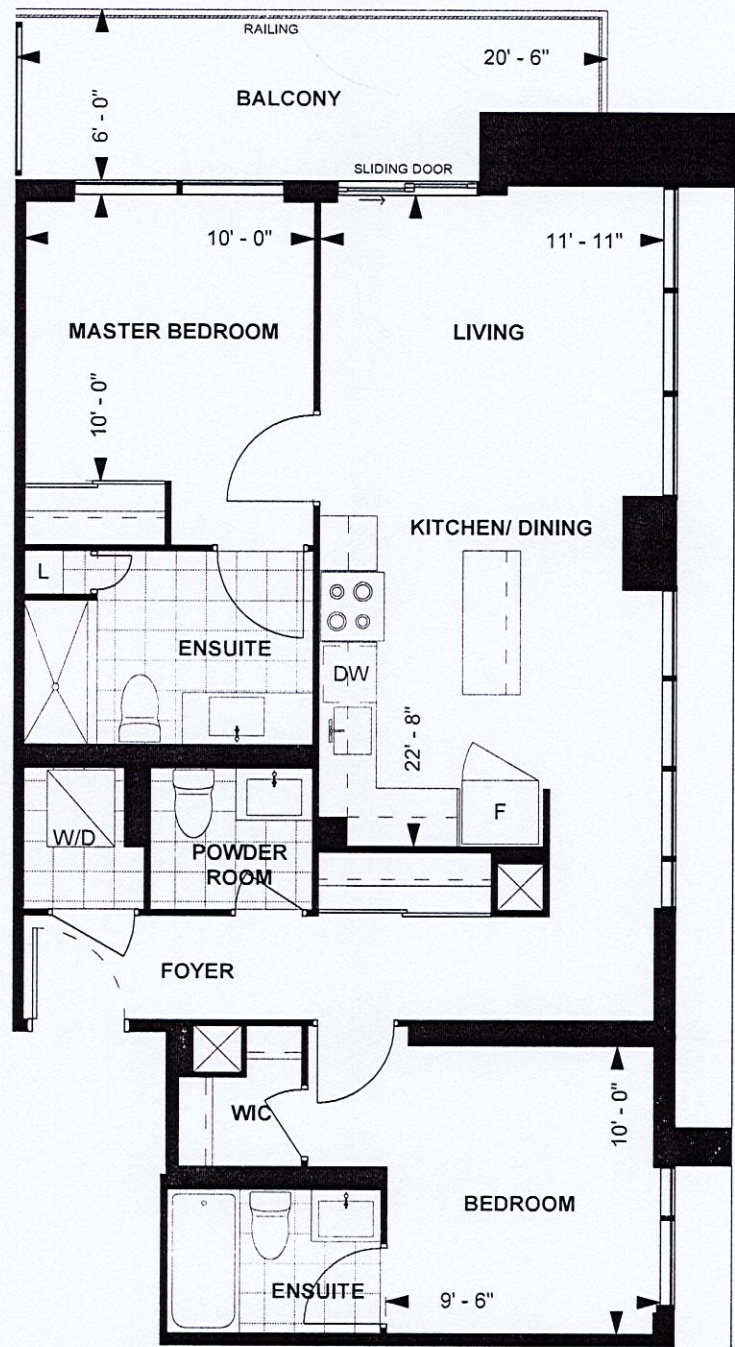 RAILING
20' - 6"
BALCONY
6' - 0"
SLIDING DOOR
10' - 0"
11' - 11"
MASTER BEDROOM
LIVING
10' - 0"
KITCHEN/ DINING
L
ENSUITE
DW
22' - 8"
F
W/D
POWDER
ROOM
FOYER
WIC
10' - 0"
BEDROOM
ENSUITE
9' - 6"